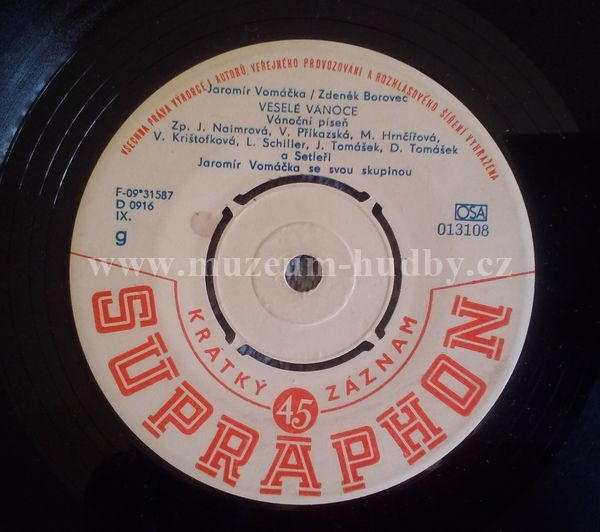 VŠECHNA PRÁVA VÝROBCE, AUTORŮ, VEŘEJNÉHO PROVOZOVÁNÍ A ROZHLASOVÉHO ŠÍŘENÍ VYHRAŽENA
Jaromír Vomáčka / Zdeněk Borovec
VESELÉ VÁNOCE
Vánoční píseň
Zp. J. Naimrová, V. Příkazská, M. Hrnčířová,
V. Krištofková, L. Schiller, J. Tomášek, D. Tomášek
a Setleři
Jaromír Vomáčka se svou skupinou
F-09*31587
D 0916
IX.
g
OSA
013108
www.muzeum-hudby.cz
KRÁTKÝ 45 ZÁZNAM
SUPRAPHON